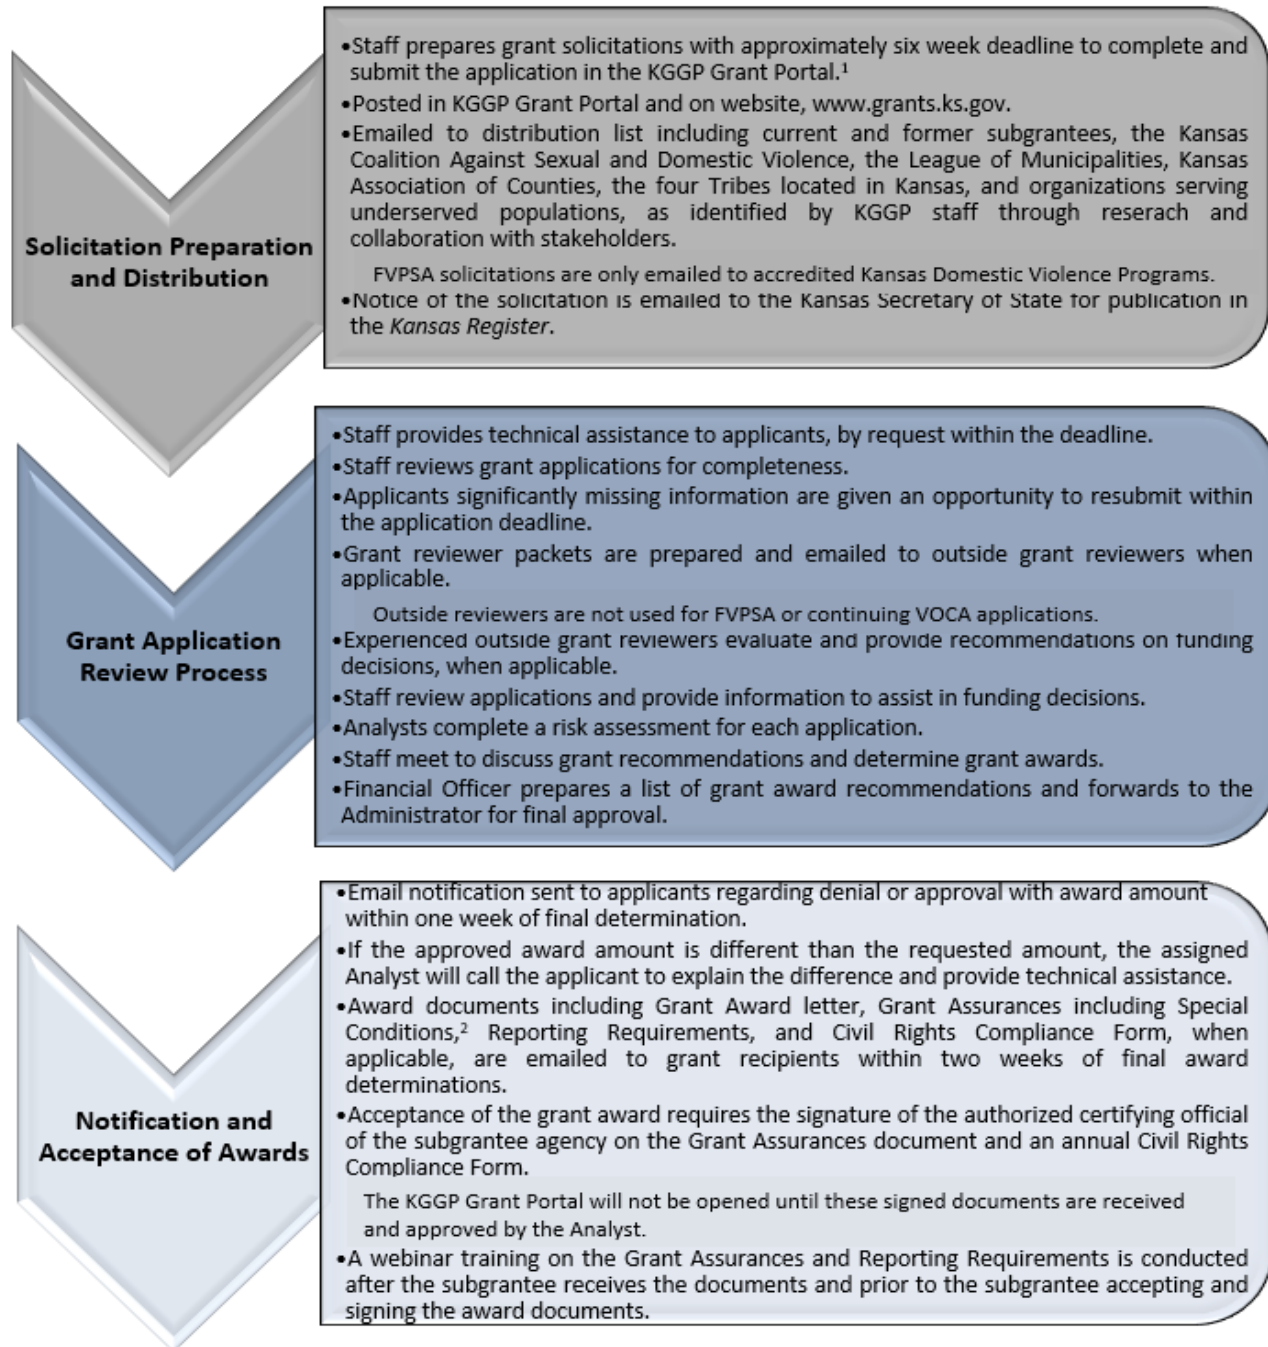 •Staff prepares grant solicitations with approximately six week deadline to complete and
submit the application in the KGGP Grant Portal.¹
•Posted in KGGP Grant Portal and on website, www.grants.ks.gov.
•Emailed to distribution list including current and former subgrantees, the Kansas
Coalition Against Sexual and Domestic Violence, the League of Municipalities, Kansas
Association of Counties, the four Tribes located in Kansas, and organizations serving
underserved populations, as identified by KGGP staff through reserach and
collaboration with stakeholders.
FVPSA solicitations are only emailed to accredited Kansas Domestic Violence Programs.
•Notice of the solicitation is emailed to the Kansas Secretary of State for publication in
the Kansas Register.
Solicitation Preparation
and Distribution
•Staff provides technical assistance to applicants, by request within the deadline.
•Staff reviews grant applications for completeness.
•Applicants significantly missing information are given an opportunity to resubmit within
the application deadline.
•Grant reviewer packets are prepared and emailed to outside grant reviewers when
applicable.
Outside reviewers are not used for FVPSA or continuing VOCA applications.
•Experienced outside grant reviewers evaluate and provide recommendations on funding
decisions, when applicable.
•Staff review applications and provide information to assist in funding decisions.
•Analysts complete a risk assessment for each application.
•Staff meet to discuss grant recommendations and determine grant awards.
•Financial Officer prepares a list of grant award recommendations and forwards to the
Administrator for final approval.
Grant Application
Review Process
•Email notification sent to applicants regarding denial or approval with award amount
within one week of final determination.
•If the approved award amount is different than the requested amount, the assigned
Analyst will call the applicant to explain the difference and provide technical assistance.
•Award documents including Grant Award letter, Grant Assurances including Special
Conditions,² Reporting Requirements, and Civil Rights Compliance Form, when
applicable, are emailed to grant recipients within two weeks of final award
determinations.
•Acceptance of the grant award requires the signature of the authorized certifying official
of the subgrantee agency on the Grant Assurances document and an annual Civil Rights
Compliance Form.
The KGGP Grant Portal will not be opened until these signed documents are received
and approved by the Analyst.
•A webinar training on the Grant Assurances and Reporting Requirements is conducted
after the subgrantee receives the documents and prior to the subgrantee accepting and
signing the award documents.
Notification and
Acceptance of Awards